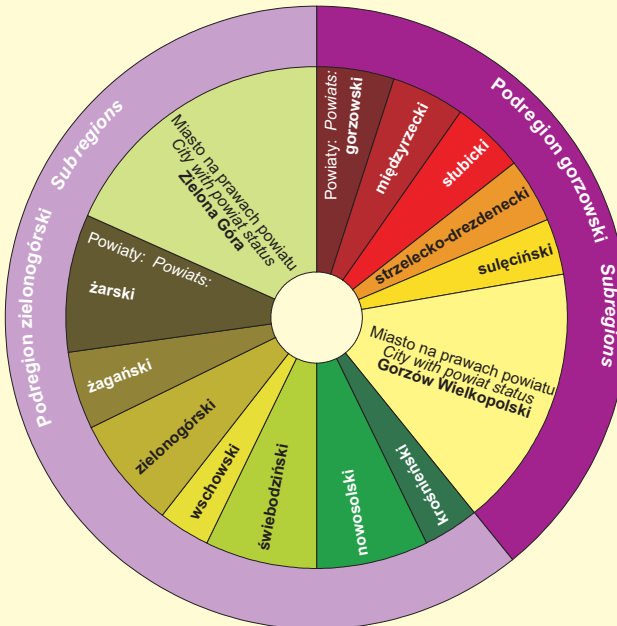 Podregion gorzowski Subregions
Powiaty: Powiats:
gorzowski
międzyrzecki
słubicki
strzelecko-drezdenecki
sulęciński
Miasto na prawach powiatu
City with powiat status
Gorzów Wielkopolski
krośnieński
nowosolski
świebodziński
wschowski
zielonogórski
żagański
Powiaty: Powiats:
żarski
Miasto na prawach powiatu
City with powiat status
Zielona Góra
Podregion zielonogórski Subregions